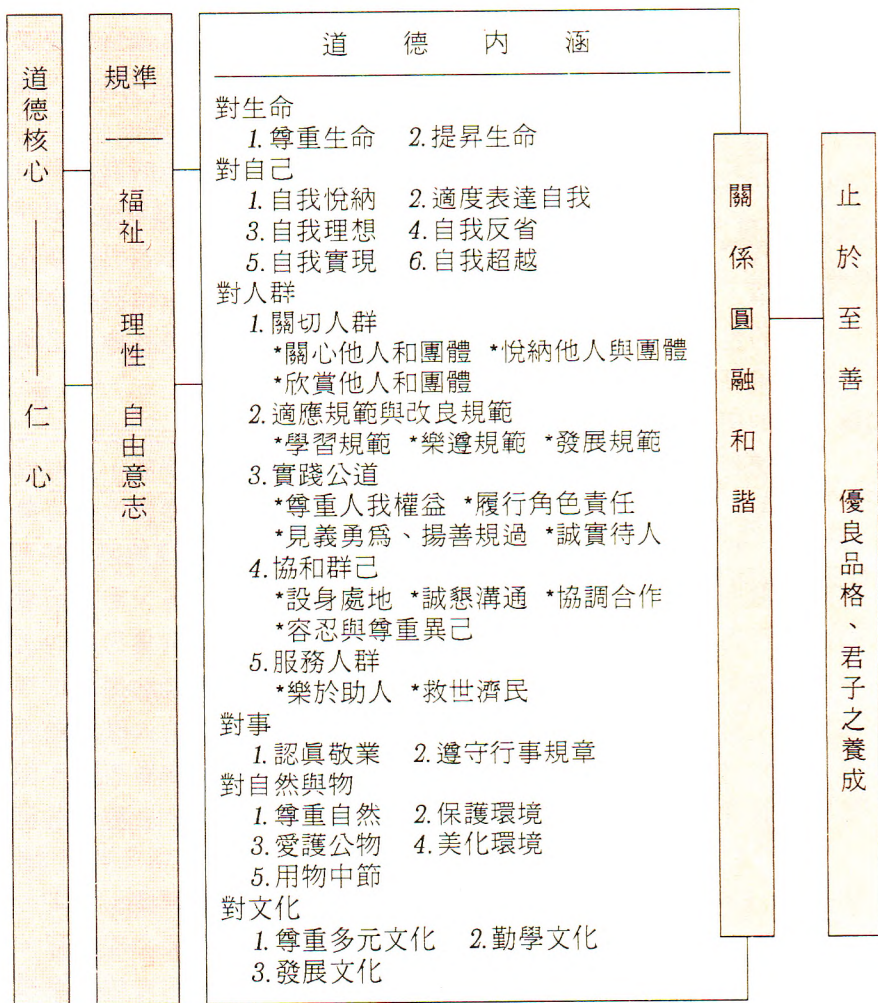 道德核心——仁心
規準——福祉 理性 自由意志
道德內涵
對生命
1.尊重生命 2.提昇生命
對自己
1.自我悅納 2.適度表達自我
3.自我理想 4.自我反省
5.自我實現 6.自我超越
對人群
1.關切人群
*關心他人和團體 *悅納他人與團體
*欣賞他人和團體
2.適應規範與改良規範
*學習規範 *樂遵規範 *發展規範
3.實踐公道
*尊重人我權益 *履行角色責任
*見義勇爲、揚善規過 *誠實待人
4.協和群己
*設身處地 *誠懇溝通 *協調合作
*容忍與尊重異己
5.服務人群
*樂於助人 *救世濟民
對事
1.認眞敬業 2.遵守行事規章
對自然與物
1.尊重自然 2.保護環境
3.愛護公物 4.美化環境
5.用物中節
對文化
1.尊重多元文化 2.勤學文化
3.發展文化
關係圓融和諧
止於至善 優良品格、君子之養成